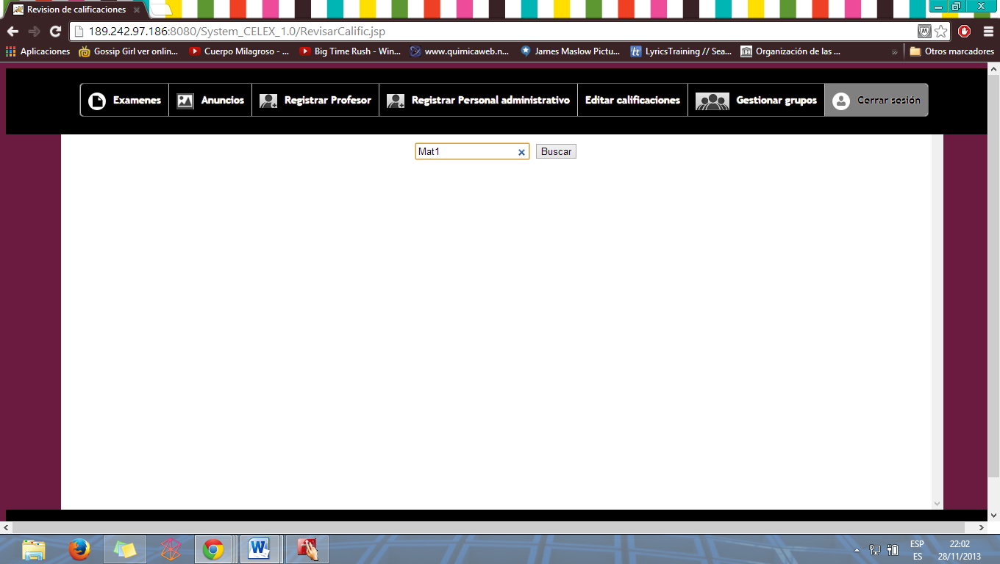 Revision de calificaciones
189.242.97.186:8080/System_CELEX_1.0/RevisarCalific.jsp
Aplicaciones Gossip Girl ver onlin... Cuerpo Milagroso - ... Big Time Rush - Win... www.quimicaweb.n... James Maslow Pictu... LyricsTraining // Sea... Organización de las ... » Otros marcadores
Examenes Anuncios Registrar Profesor Registrar Personal administrativo Editar calificaciones Gestionar grupos Cerrar sesión
Mat1 Buscar
ESP 22:02
ES 28/11/2013